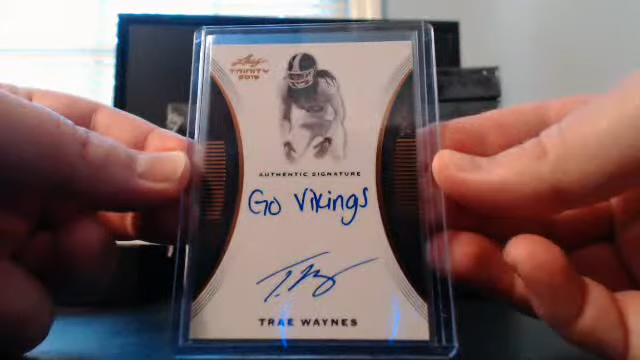 Leaf
TRINITY
2015
AUTHENTIC SIGNATURE
Go Vikings
TRAE WAYNES